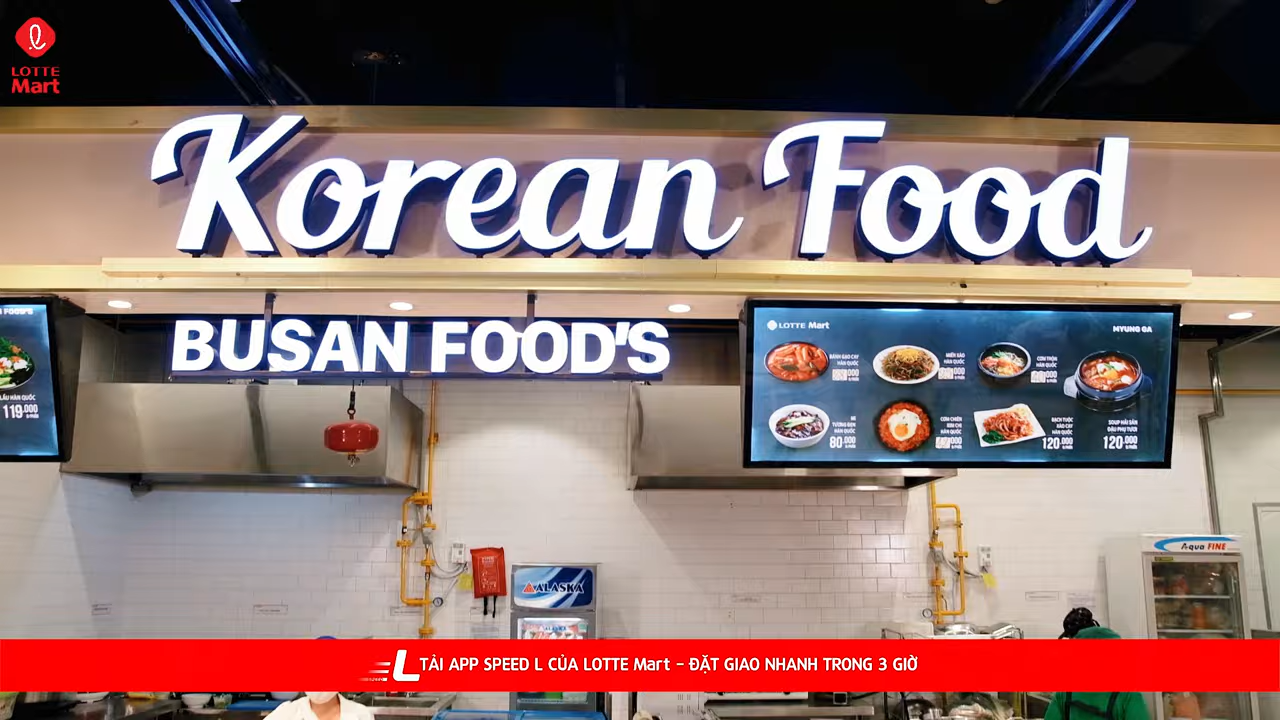 LOTTE
Mart
Korean Food
BUSAN FOOD'S
FOOD'S
LẨU HÀN QUỐC
119.000
LOTTE Mart
MYUNG GA
BÁNH GẠO CAY
HÀN QUỐC
MIẾN XÀO
HÀN QUỐC
CƠM TRỘN
HÀN QUỐC
MÌ
TƯƠNG ĐEN
HÀN QUỐC
80.000
CƠM CHIÊN
KIM CHI
HÀN QUỐC
BẠCH TUỘC
XÀO CAY
HÀN QUỐC
120.000
SOUP HẢI SẢN
ĐẬU PHỤ TƯƠI
120.000
ALASKA
Aqua FINE
L TẢI APP SPEED L CỦA LOTTE Mart - ĐẶT GIAO NHANH TRONG 3 GIỜ